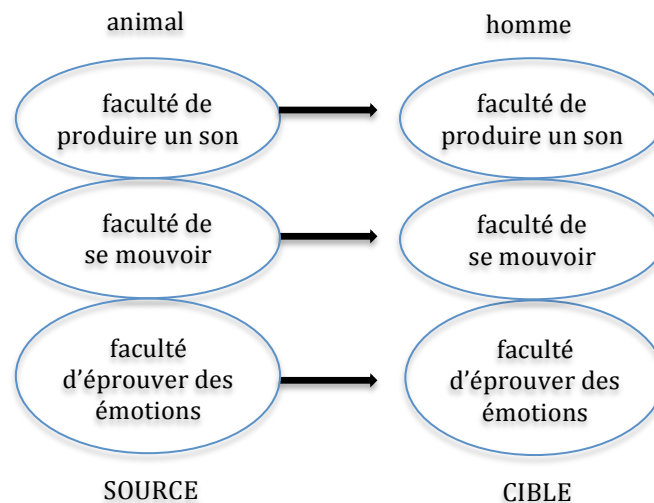 animal
homme
faculté de
produire un son
faculté de
produire un son
faculté de
se mouvoir
faculté de
se mouvoir
faculté
d’éprouver des
émotions
faculté
d’éprouver des
émotions
SOURCE
CIBLE